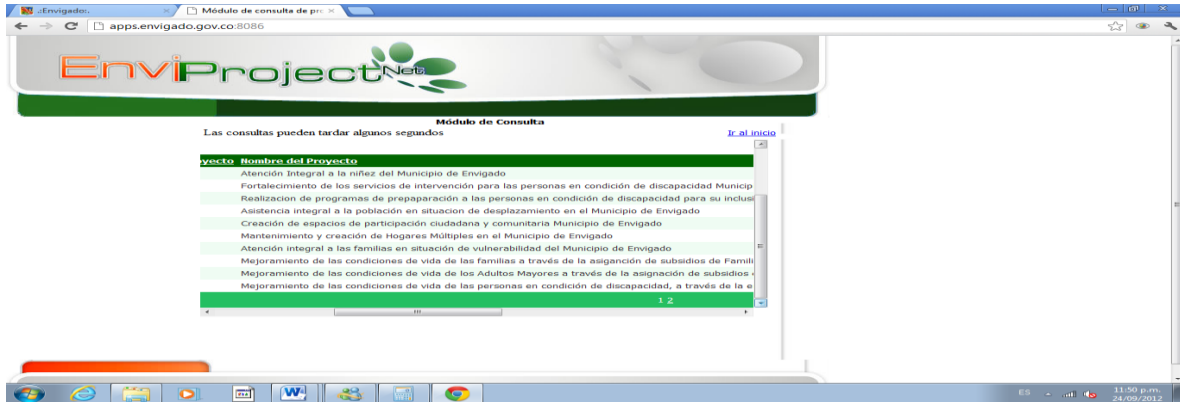 .:Envigado:.
Módulo de consulta de pr
apps.envigado.gov.co:8086
EnviProject Net
Módulo de Consulta
Las consultas pueden tardar algunos segundos Ir al inicio
yecto Nombre del Proyecto
Atención Integral a la niñez del Municipio de Envigado
Fortalecimiento de los servicios de intervención para las personas en condición de discapacidad Municip
Realizacion de programas de prepaparación a las personas en condición de discapacidad para su inclusi
Asistencia integral a la población en situacion de desplazamiento en el Municipio de Envigado
Creación de espacios de participación ciudadana y comunitaria Municipio de Envigado
Mantenimiento y creación de Hogares Múltiples en el Municipio de Envigado
Atención integral a las familias en situación de vulnerabilidad del Municipio de Envigado
Mejoramiento de las condiciones de vida de las familias a través de la asiganción de subsidios de Famili
Mejoramiento de las condiciones de vida de los Adultos Mayores a través de la asignación de subsidios
Mejoramiento de las condiciones de vida de las personas en condición de discapacidad, a través de la e
1 2
ES
11:50 p.m.
24/09/2012